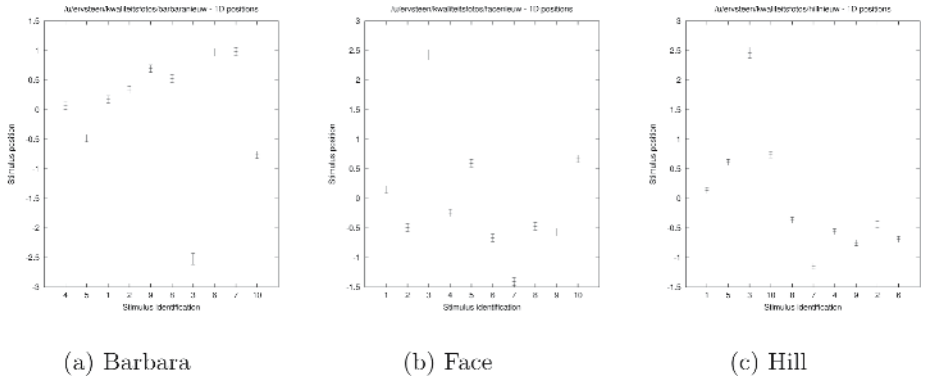 /u/ervsteen/kwaliteitsfotos/barbaranieuw - 1D positions
1.5
1
0.5
0
-0.5
-1
-1.5
-2
-2.5
-3
Stimulus position
4 5 1 2 9 8 3 6 7 10
Stimulus identification
(a) Barbara
/u/ervsteen/kwaliteitsfotos/facenieuw - 1D positions
3
2.5
2
1.5
1
0.5
0
-0.5
-1
-1.5
Stimulus position
1 2 3 4 5 6 7 8 9 10
Stimulus identification
(b) Face
/u/ervsteen/kwaliteitsfotos/hillnieuw - 1D positions
3
2.5
2
1.5
1
0.5
0
-0.5
-1
-1.5
Stimulus position
1 5 3 10 8 7 4 9 2 6
Stimulus identification
(c) Hill